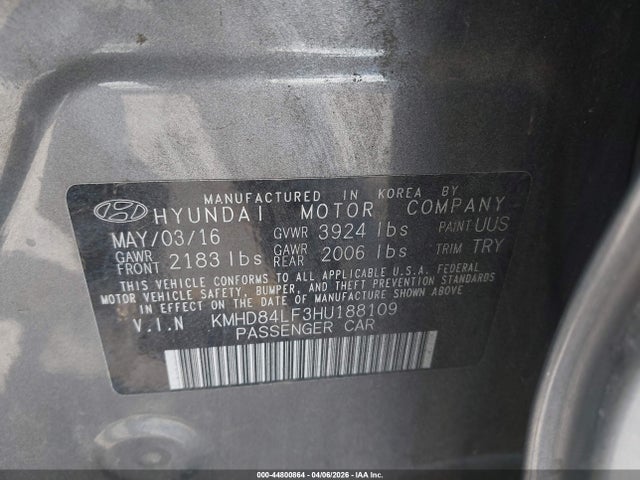 MANUFACTURED IN KOREA BY
HYUNDAI MOTOR COMPANY
MAY/03/16 GVWR 3924 lbs PAINT UUS
GAWR FRONT 2183 lbs GAWR REAR 2006 lbs TRIM TRY
THIS VEHICLE CONFORMS TO ALL APPLICABLE U.S.A. FEDERAL
MOTOR VEHICLE SAFETY, BUMPER, AND THEFT PREVENTION STANDARDS
IN EFFECT ON THE DATE OF MANUFACTURE SHOWN ABOVE.
V.I.N KMHD84LF3HU188109
PASSENGER CAR
000-44800864 - 04/06/2026 - IAA, Inc.